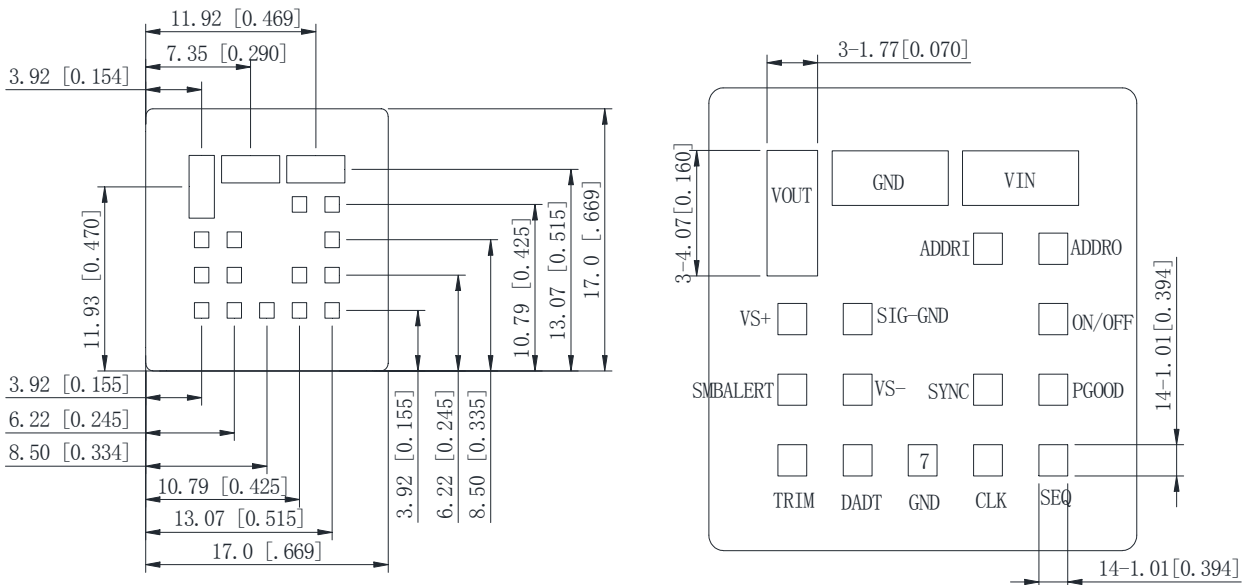 11.92 [0.469]
7.35 [0.290]
3.92 [0.154]
11.93 [0.470]
3.92 [0.155]
6.22 [0.245]
8.50 [0.334]
10.79 [0.425]
13.07 [0.515]
17.0 [.669]
3.92 [0.155]
6.22 [0.245]
8.50 [0.335]
10.79 [0.425]
13.07 [0.515]
17.0 [.669]
3-1.77[0.070]
3-4.07[0.160]
VOUT
GND
VIN
ADDRI
ADDRO
VS+
SIG-GND
ON/OFF
SMBALERT
VS-
SYNC
PGOOD
7
TRIM
DADT
GND
CLK
SEQ
14-1.01[0.394]
14-1.01[0.394]